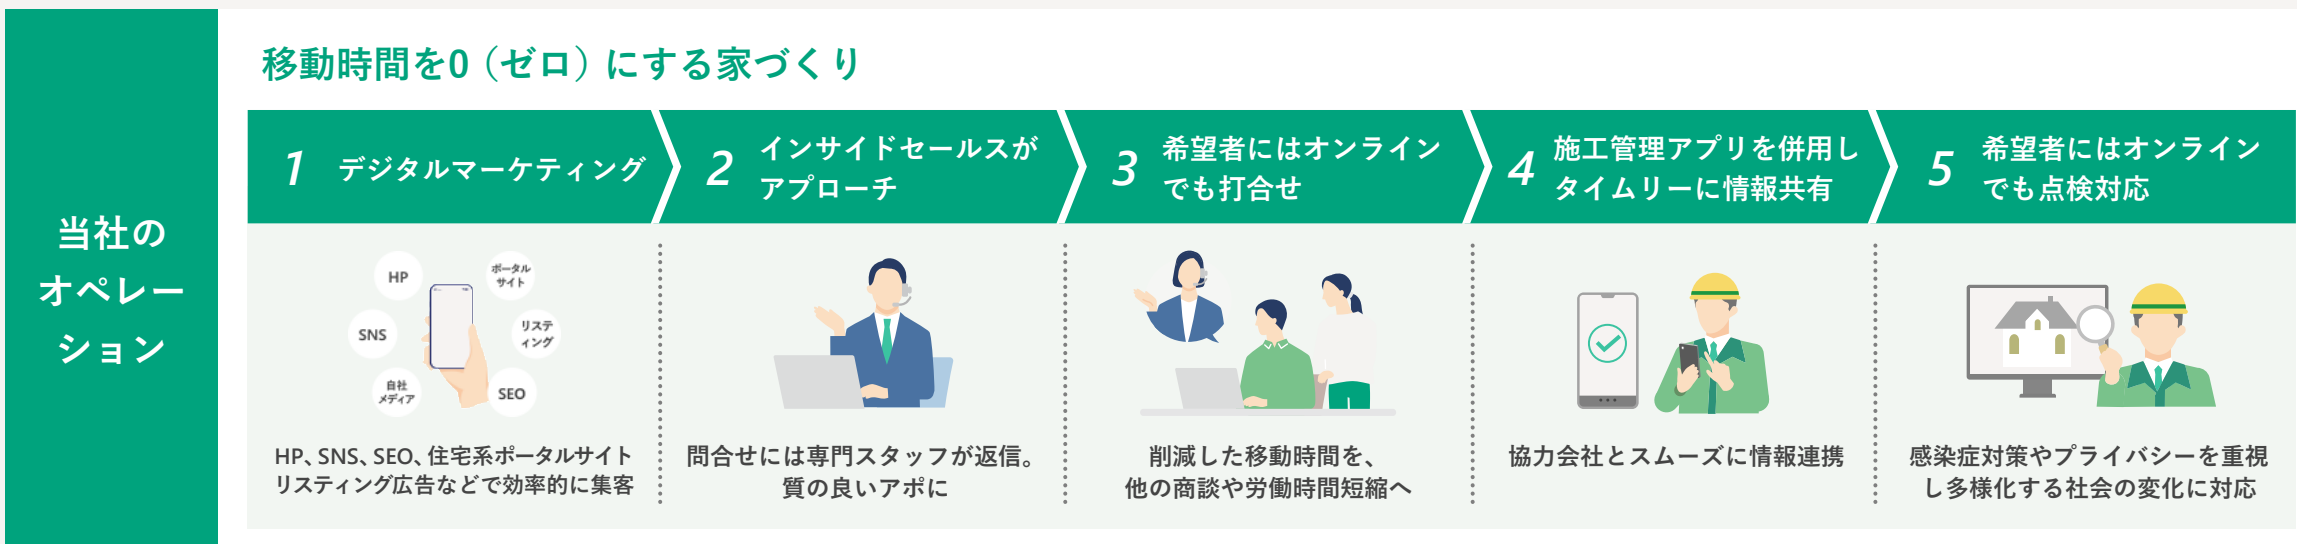 当社の
オペレー
ション
移動時間を0（ゼロ）にする家づくり
1 デジタルマーケティング
HP
ポータル
サイト
SNS
リステ
ィング
自社
メディア
SEO
HP、SNS、SEO、住宅系ポータルサイト
リスティング広告などで効率的に集客
2 インサイドセールスが
アプローチ
問合せには専門スタッフが返信。
質の良いアポに
3 希望者にはオンライン
でも打合せ
削減した移動時間を、
他の商談や労働時間短縮へ
4 施工管理アプリを併用し
タイムリーに情報共有
協力会社とスムーズに情報連携
5 希望者にはオンライン
でも点検対応
感染症対策やプライバシーを重視
し多様化する社会の変化に対応